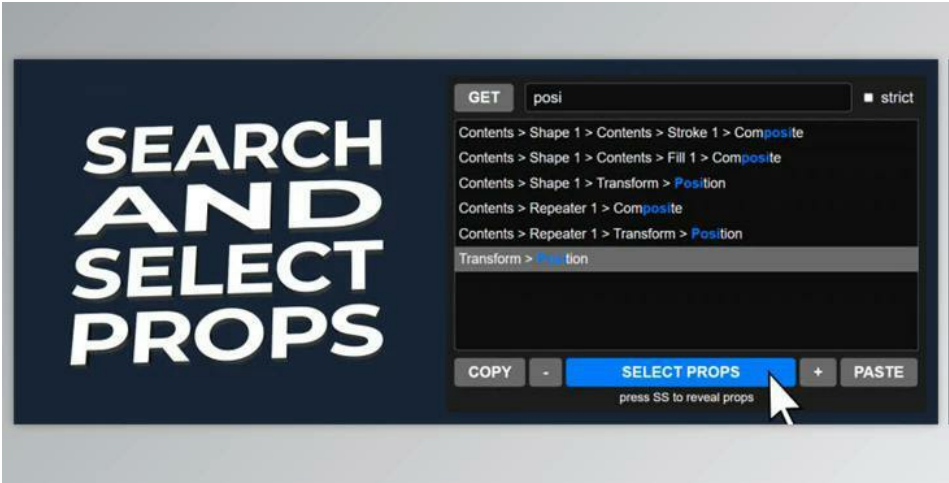 SEARCH
AND
SELECT
PROPS
GET posi strict
Contents > Shape 1 > Contents > Stroke 1 > Composite
Contents > Shape 1 > Contents > Fill 1 > Composite
Contents > Shape 1 > Transform > Position
Contents > Repeater 1 > Composite
Contents > Repeater 1 > Transform > Position
Transform > Position
COPY - SELECT PROPS + PASTE
press SS to reveal props